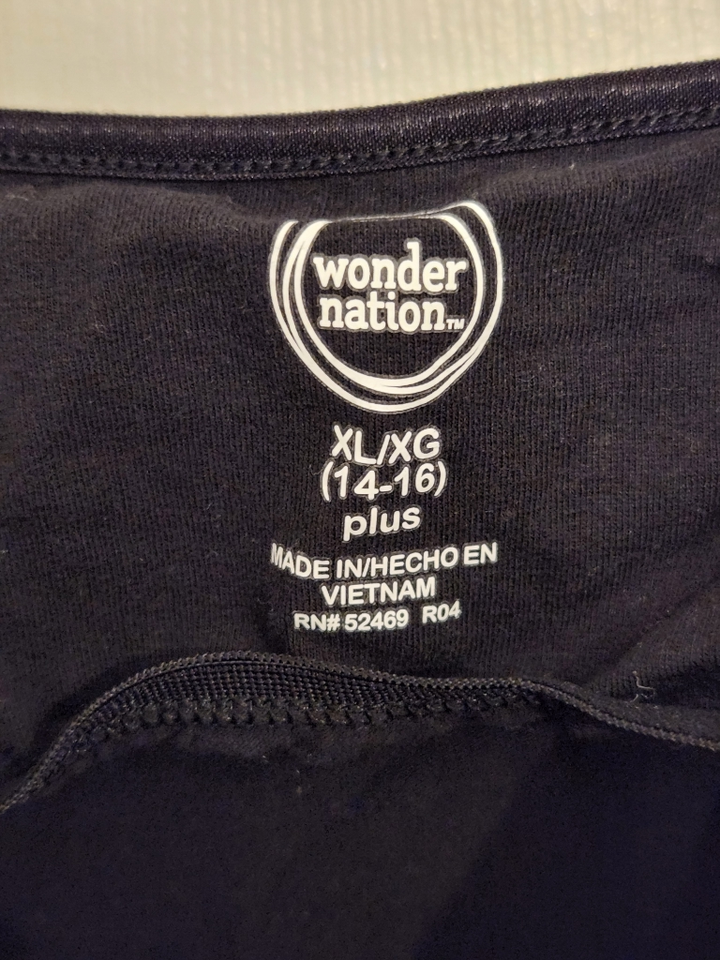 wonder
nation™
XL/XG
(14-16)
plus
MADE IN/HECHO EN
VIETNAM
RN# 52469 R04